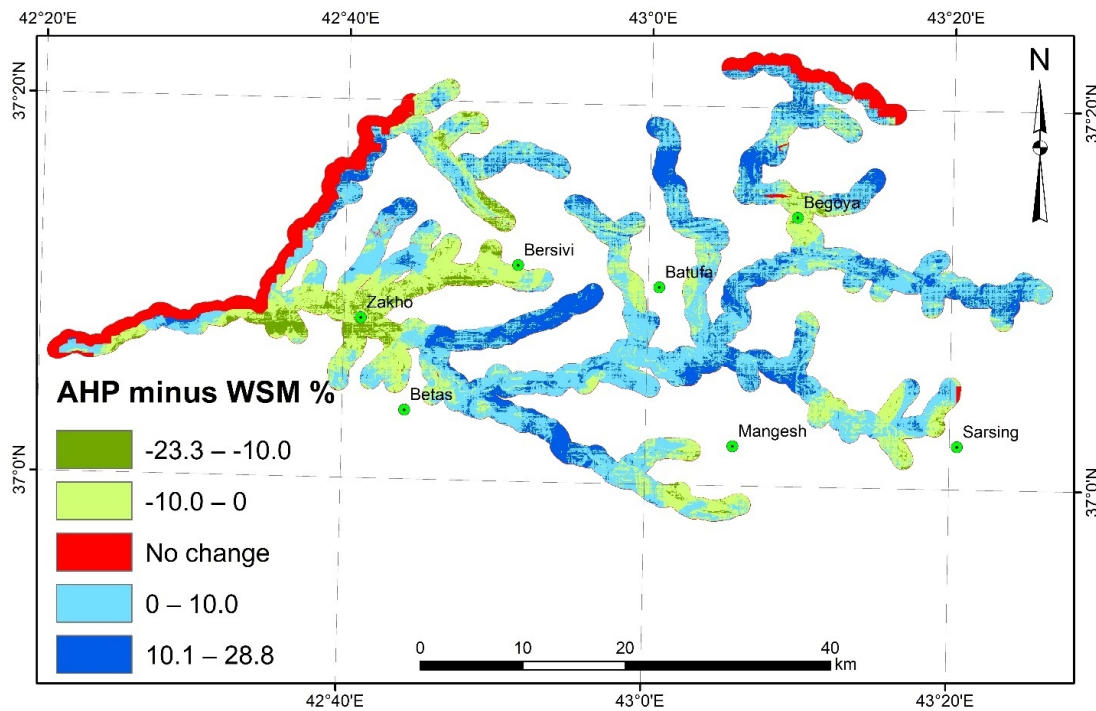 42°20'E
42°40'E
43°0'E
43°20'E
37°20'N
37°20'N
N
Begoya
Bersivi
Batufa
Zakho
Betas
Mangesh
Sarsing
37°0'N
37°0'N
AHP minus WSM %
-23.3 – -10.0
-10.0 – 0
No change
0 – 10.0
10.1 – 28.8
0 10 20 40
km
42°40'E
43°0'E
43°20'E